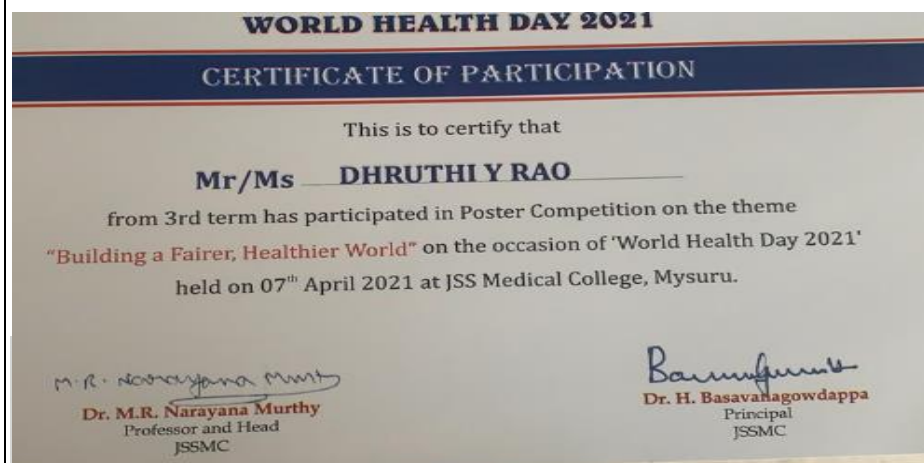 WORLD HEALTH DAY 2021
CERTIFICATE OF PARTICIPATION
This is to certify that
Mr/Ms DHRUTHI Y RAO
from 3rd term has participated in Poster Competition on the theme
"Building a Fairer, Healthier World" on the occasion of 'World Health Day 2021'
held on 07th April 2021 at JSS Medical College, Mysuru.
M.R. Narayana Murthy
Dr. M.R. Narayana Murthy
Professor and Head
JSSMC
Dr. H. Basavanagowdappa
Principal
JSSMC